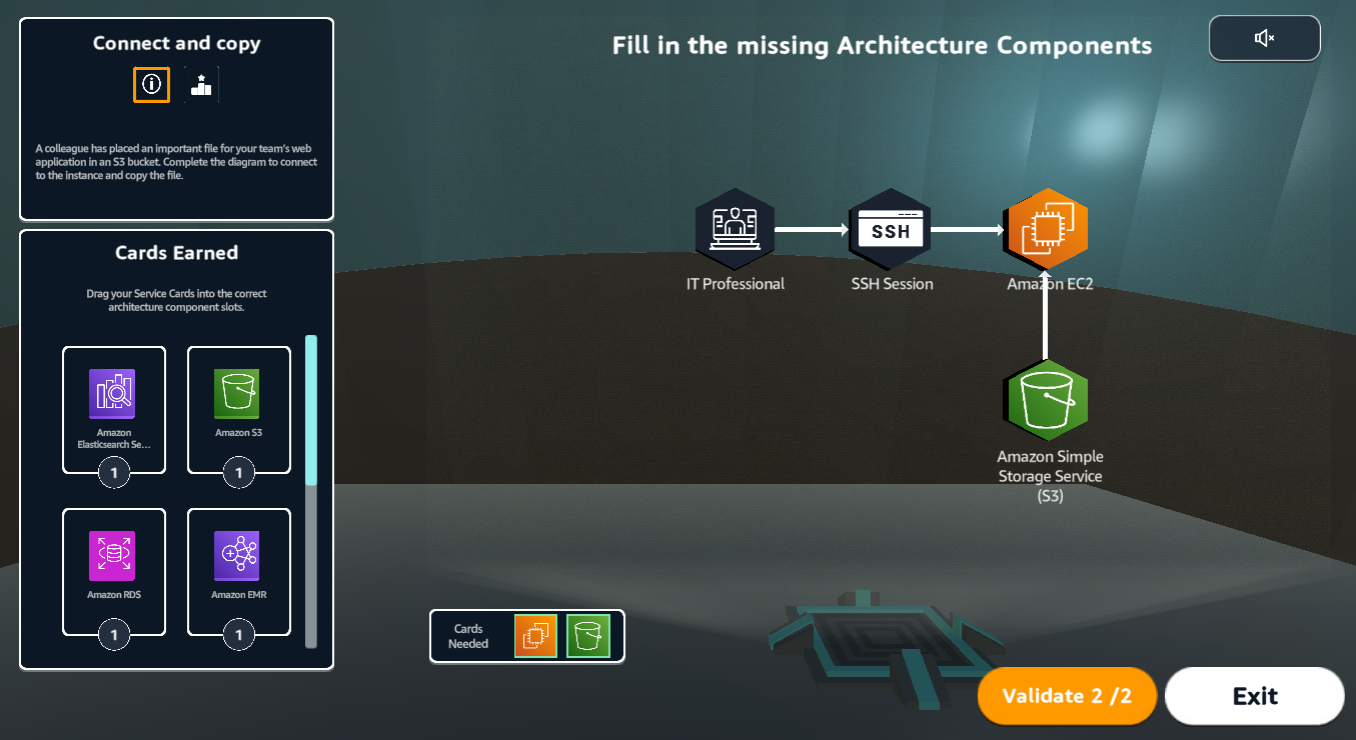 Connect and copy
A colleague has placed an important file for your team's web
application in an S3 bucket. Complete the diagram to connect
to the instance and copy the file.
Cards Earned
Drag your Service Cards into the correct
architecture component slots.
Amazon
Elasticsearch Se...
1
Amazon S3
1
Amazon RDS
1
Amazon EMR
1
Fill in the missing Architecture Components
IT Professional
SSH
SSH Session
Amazon EC2
Amazon Simple
Storage Service
(S3)
Cards
Needed
Validate 2 /2
Exit